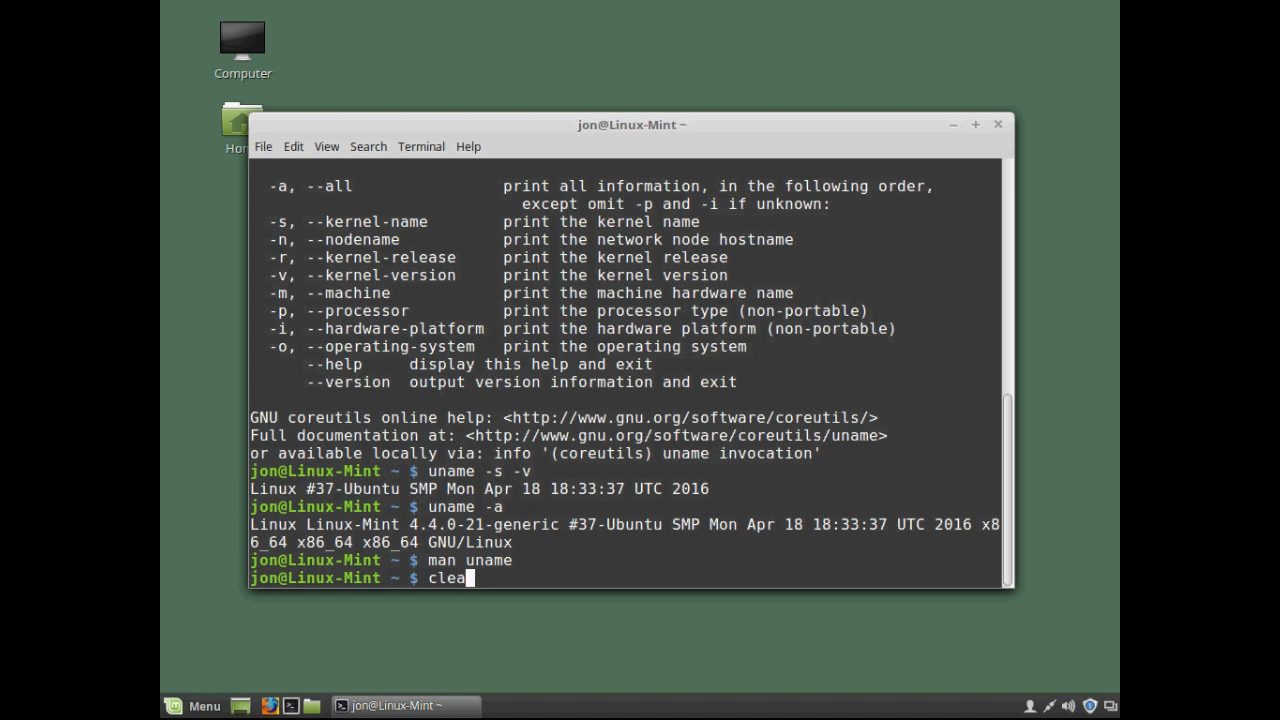 Computer
jon@Linux-Mint ~
File Edit View Search Terminal Help
-a, --all print all information, in the following order,
except omit -p and -i if unknown:
-s, --kernel-name print the kernel name
-n, --nodename print the network node hostname
-r, --kernel-release print the kernel release
-v, --kernel-version print the kernel version
-m, --machine print the machine hardware name
-p, --processor print the processor type (non-portable)
-i, --hardware-platform print the hardware platform (non-portable)
-o, --operating-system print the operating system
--help display this help and exit
--version output version information and exit
GNU coreutils online help: <http://www.gnu.org/software/coreutils/>
Full documentation at: <http://www.gnu.org/software/coreutils/uname>
or available locally via: info '(coreutils) uname invocation'
jon@Linux-Mint ~ $ uname -s -v
Linux #37-Ubuntu SMP Mon Apr 18 18:33:37 UTC 2016
jon@Linux-Mint ~ $ uname -a
Linux Linux-Mint 4.4.0-21-generic #37-Ubuntu SMP Mon Apr 18 18:33:37 UTC 2016 x8
6_64 x86_64 x86_64 GNU/Linux
jon@Linux-Mint ~ $ man uname
jon@Linux-Mint ~ $ clea
Menu jon@Linux-Mint ~